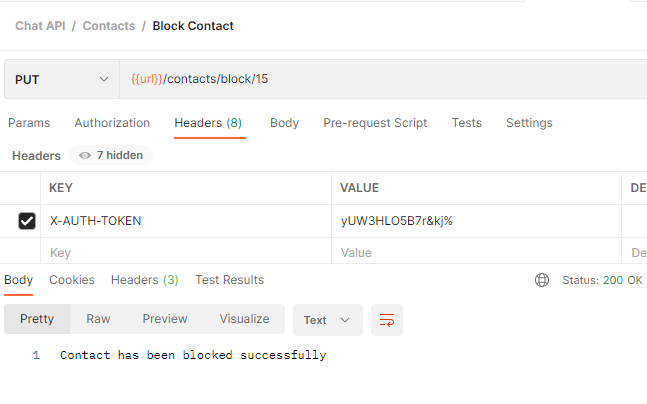 Chat API / Contacts / Block Contact
PUT {{url}}/contacts/block/15
Params Authorization Headers (8) Body Pre-request Script Tests Settings
Headers 7 hidden
KEY VALUE DE
X-AUTH-TOKEN yUW3HLO5B7r&kj%
Key Value De
Body Cookies Headers (3) Test Results Status: 200 OK
Pretty Raw Preview Visualize Text
1 Contact has been blocked successfully